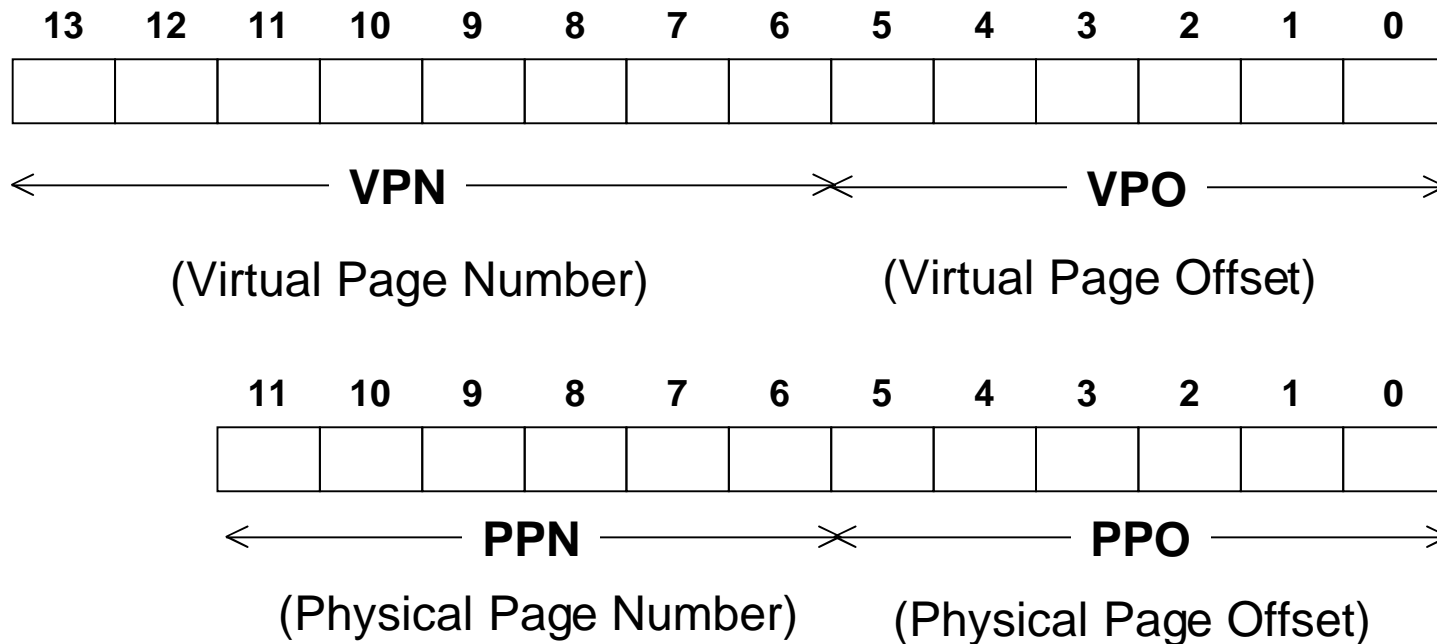 13 12 11 10 9 8 7 6 5 4 3 2 1 0
VPN VPO
(Virtual Page Number) (Virtual Page Offset)
11 10 9 8 7 6 5 4 3 2 1 0
PPN PPO
(Physical Page Number) (Physical Page Offset)